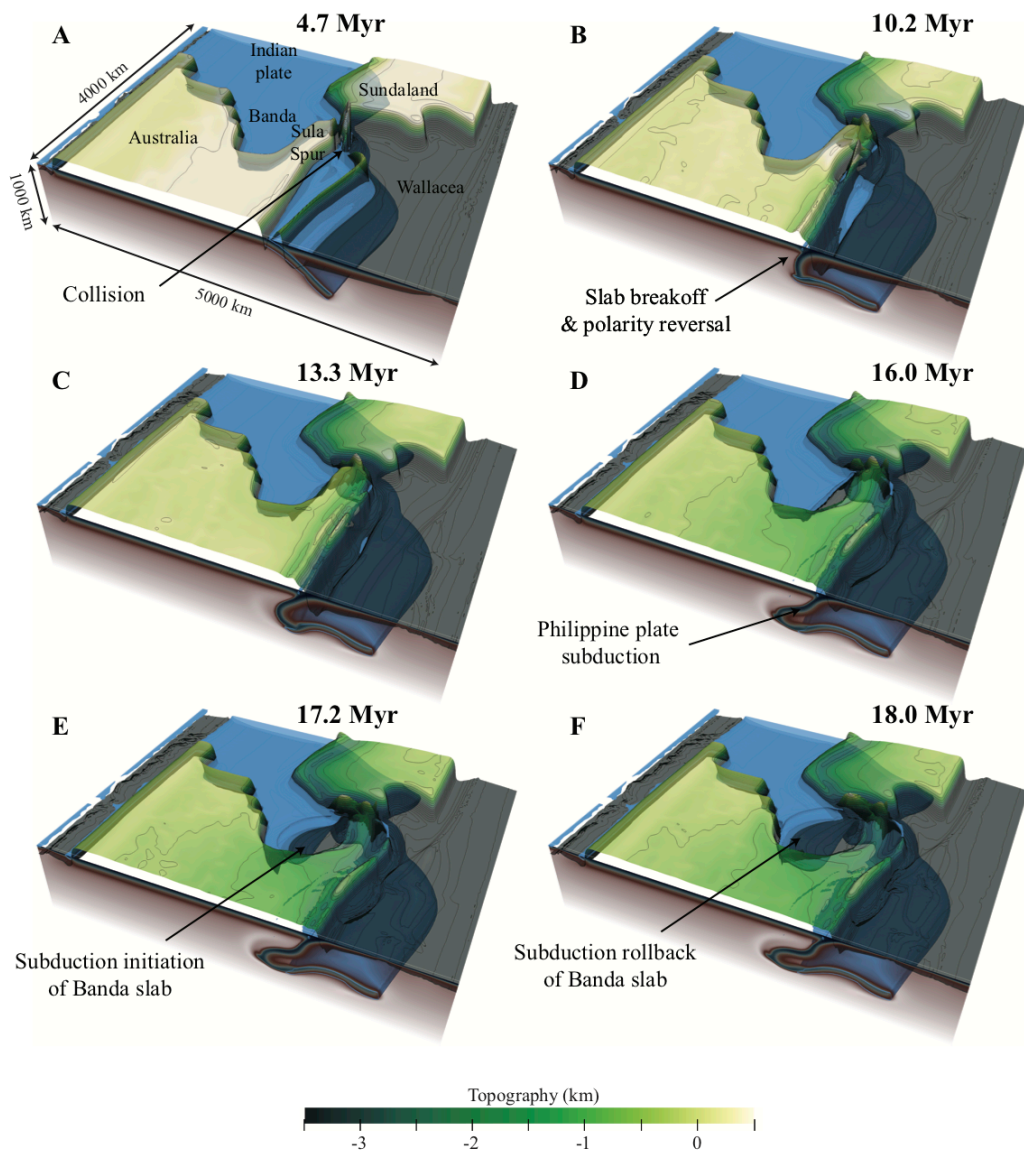 A
4.7 Myr
Indian
plate
Sundaland
4000 km
Banda
Australia
Sula
Spur
Wallacea
1000 km
Collision
5000 km
B
10.2 Myr
Slab breakoff
& polarity reversal
C
13.3 Myr
D
16.0 Myr
Philippine plate
subduction
E
17.2 Myr
Subduction initiation
of Banda slab
F
18.0 Myr
Subduction rollback
of Banda slab
Topography (km)
-3 -2 -1 0